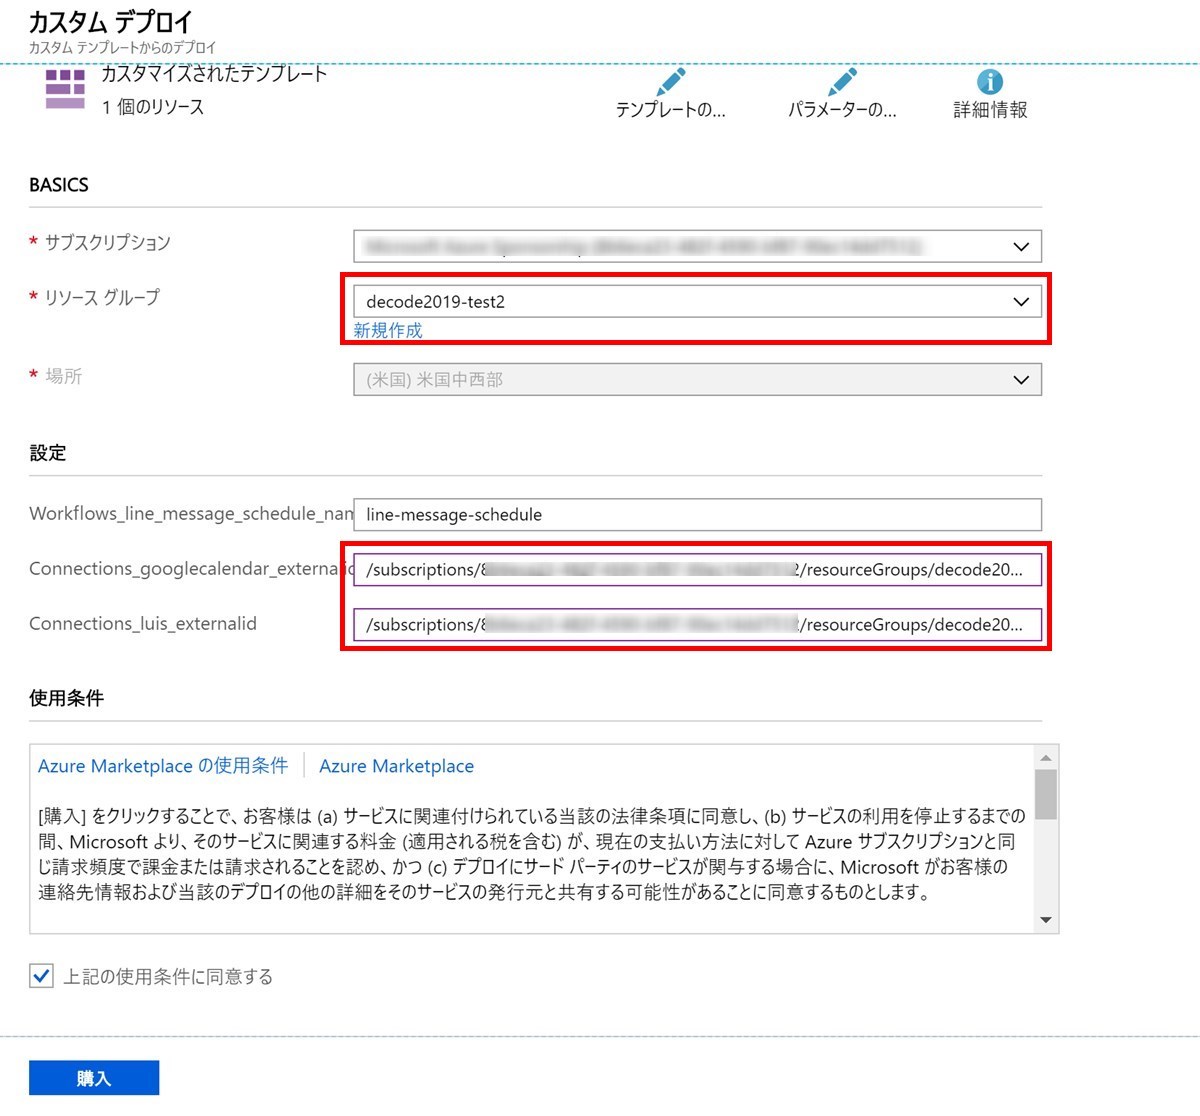 カスタム デプロイ
カスタム テンプレートからのデプロイ
カスタマイズされたテンプレート
1 個のリソース
テンプレートの...
パラメーターの...
詳細情報
BASICS
* サブスクリプション
* リソース グループ
decode2019-test2
新規作成
* 場所
(米国) 米国中西部
設定
Workflows_line_message_schedule_nam
line-message-schedule
Connections_googlecalendar_externalid
/subscriptions/8 2/resourceGroups/decode20...
Connections_luis_externalid
/subscriptions/8 /resourceGroups/decode20...
使用条件
Azure Marketplace の使用条件 Azure Marketplace
[購入] をクリックすることで、お客様は (a) サービスに関連付けられている当該の法律条項に同意し、(b) サービスの利用を停止するまでの
間、Microsoft より、そのサービスに関連する料金 (適用される税を含む) が、現在の支払い方法に対して Azure サブスクリプションと同
じ請求頻度で課金または請求されることを認め、かつ (c) デプロイにサード パーティのサービスが関与する場合に、Microsoft がお客様の
連絡先情報および当該のデプロイの他の詳細をそのサービスの発行元と共有する可能性があることに同意するものとします。
上記の使用条件に同意する
購入